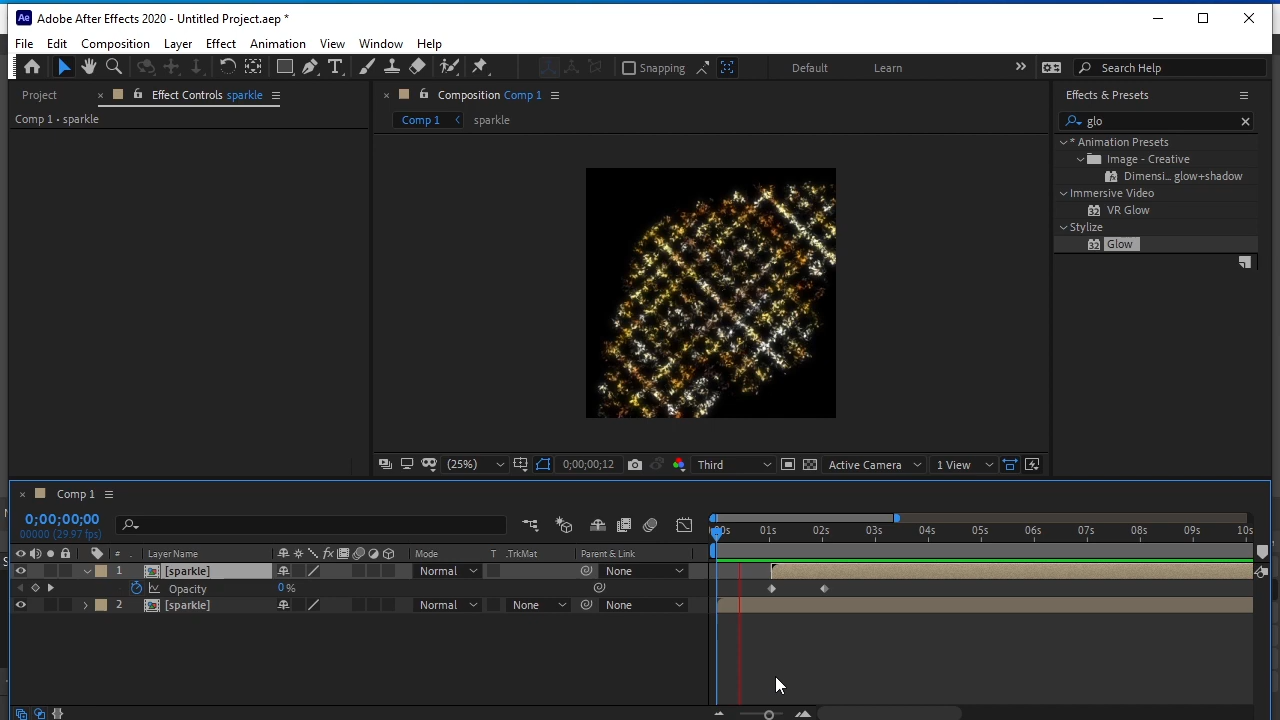 Ae Adobe After Effects 2020 - Untitled Project.aep *
File Edit Composition Layer Effect Animation View Window Help
Snapping Default Learn Search Help
Project Effect Controls sparkle Composition Comp 1 Effects & Presets
Comp 1 • sparkle Comp 1 sparkle glo
* Animation Presets
Image - Creative
Dimensi... glow+shadow
Immersive Video
32 VR Glow
Stylize
32 Glow
(25%) 0;00;00;12 Third Active Camera 1 View
Comp 1
0;00;00;00
00000 (29.97 fps)
01s 02s 03s 04s 05s 06s 07s 08s 09s 10s
# Layer Name Mode T .TrkMat Parent & Link
1 [sparkle] Normal None
Opacity 0 %
2 [sparkle] Normal None None